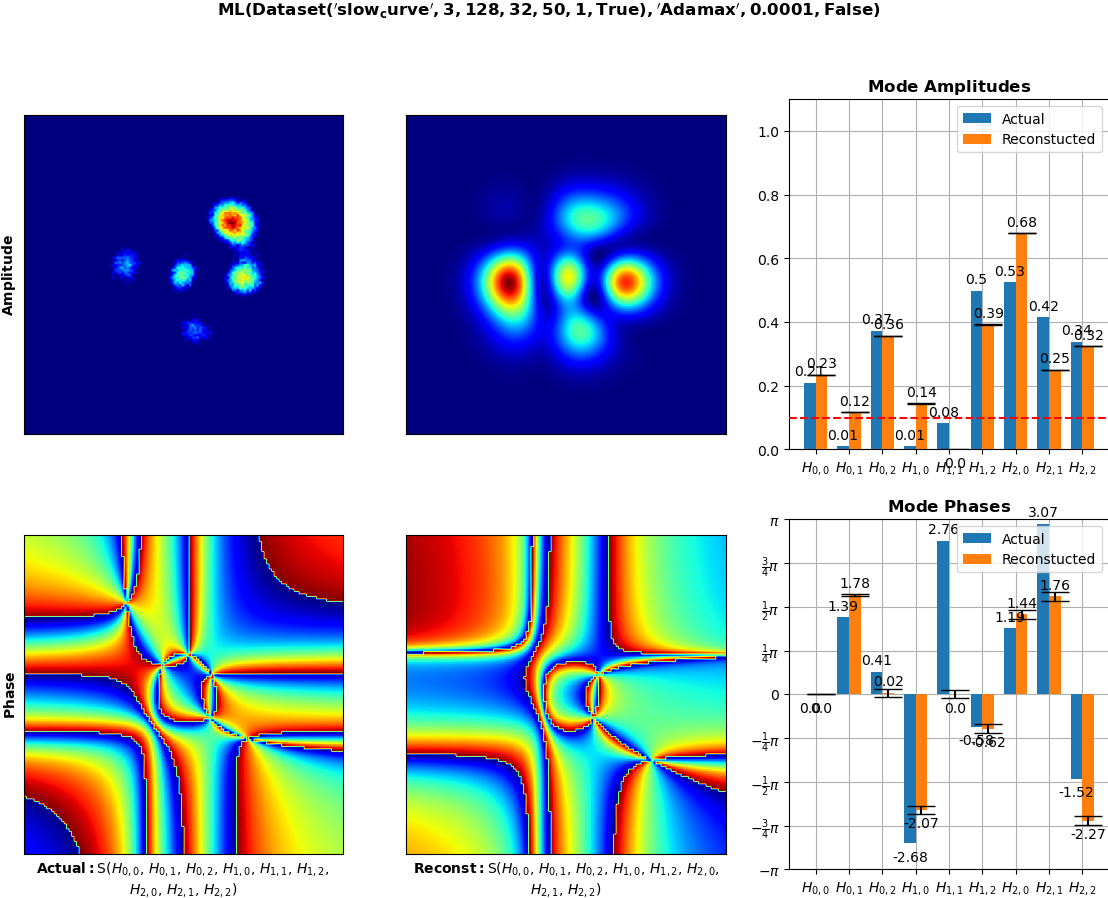 ML(Dataset('slow_curve', 3, 128, 32, 50, 1, True), 'Adamax', 0.0001, False)
Amplitude
Mode Amplitudes
Actual
Reconstucted
1.0
0.8
0.6
0.4
0.2
0.0
0.21
0.23
0.01
0.12
0.37
0.36
0.01
0.14
0.08
0.0
0.5
0.39
0.53
0.68
0.42
0.25
0.34
0.32
H0,0 H0,1 H0,2 H1,0 H1,1 H1,2 H2,0 H2,1 H2,2
Phase
Actual: S(H0,0, H0,1, H0,2, H1,0, H1,1, H1,2,
H2,0, H2,1, H2,2)
Reconst: S(H0,0, H0,1, H0,2, H1,0, H1,2, H2,0,
H2,1, H2,2)
Mode Phases
Actual
Reconstucted
π
3/4π
1/2π
1/4π
0
−1/4π
−1/2π
−3/4π
−π
0.0
0.0
1.39
1.78
0.41
0.02
-2.68
-2.07
2.76
0.0
-0.58
-0.62
1.19
1.44
3.07
1.76
-1.52
-2.27
H0,0 H0,1 H0,2 H1,0 H1,1 H1,2 H2,0 H2,1 H2,2